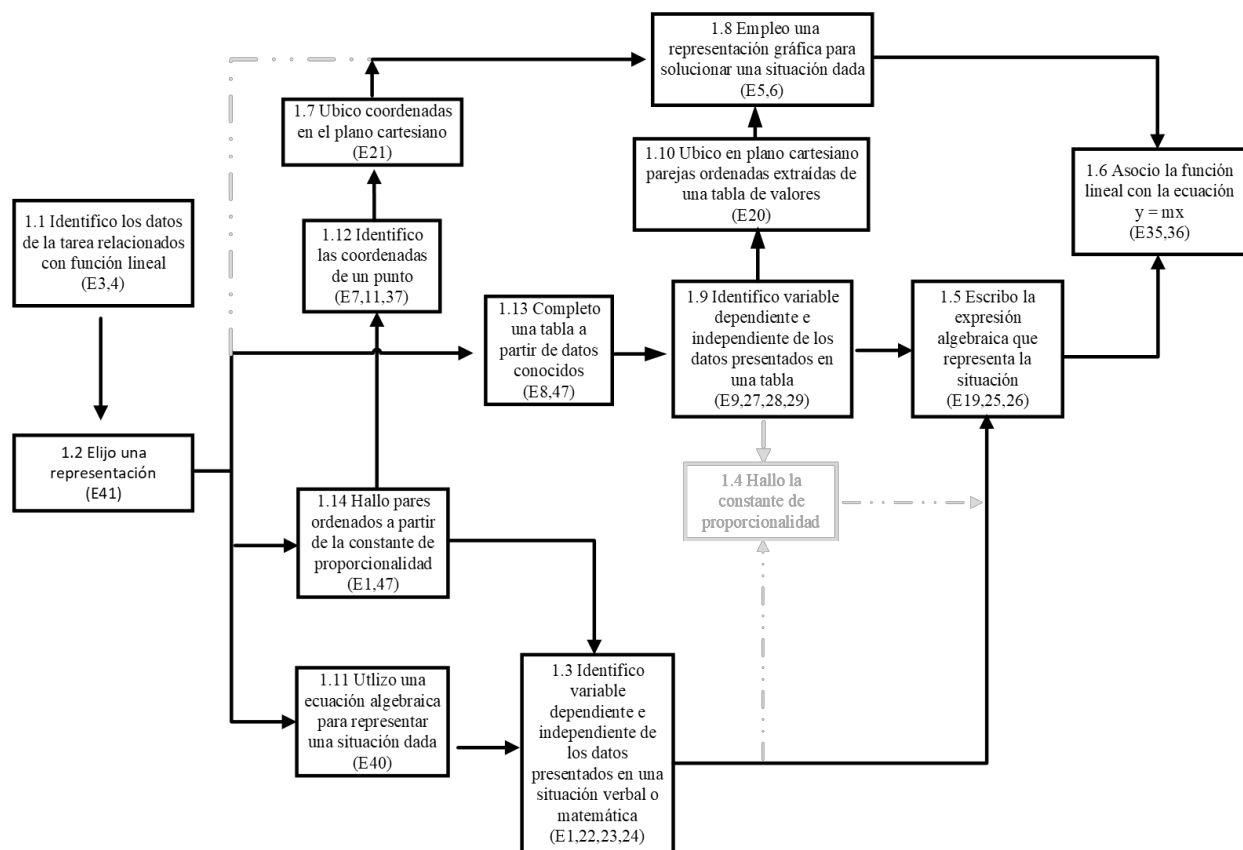 1.8 Empleo una
representación gráfica para
solucionar una situación dada
(E5,6)
1.7 Ubico coordenadas
en el plano cartesiano
(E21)
1.10 Ubico en plano cartesiano
parejas ordenadas extraídas de
una tabla de valores
(E20)
1.6 Asocio la función
lineal con la ecuación
y = mx
(E35,36)
1.1 Identifico los datos
de la tarea relacionados
con función lineal
(E3,4)
1.12 Identifico
las coordenadas
de un punto
(E7,11,37)
1.13 Completo
una tabla a
partir de datos
conocidos
(E8,47)
1.9 Identifico variable
dependiente e
independiente de los
datos presentados en
una tabla
(E9,27,28,29)
1.5 Escribo la
expresión
algebraica que
representa la
situación
(E19,25,26)
1.2 Elijo una
representación
(E41)
1.4 Hallo la
constante de
proporcionalidad
1.14 Hallo pares
ordenados a partir
de la constante de
proporcionalidad
(E1,47)
1.11 Utlizo una
ecuación algebraica
para representar
una situación dada
(E40)
1.3 Identifico
variable
dependiente e
independiente de
los datos
presentados en una
situación verbal o
matemática
(E1,22,23,24)